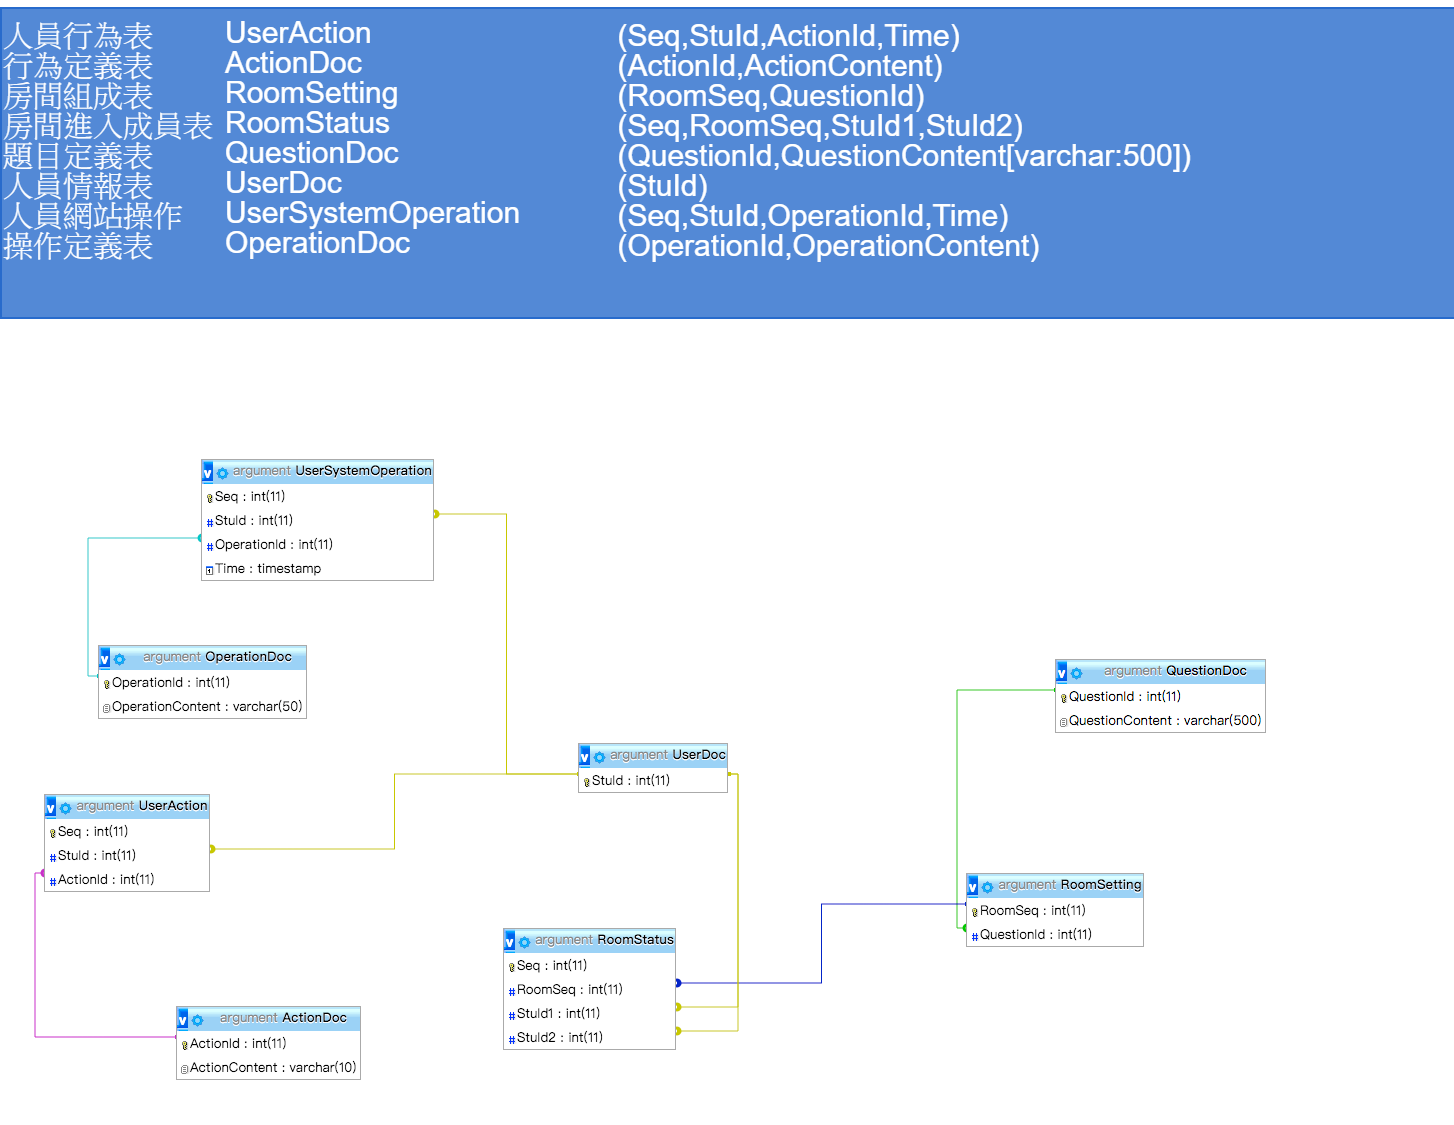 人員行為表 UserAction (Seq,StuId,ActionId,Time)
行為定義表 ActionDoc (ActionId,ActionContent)
房間組成表 RoomSetting (RoomSeq,QuestionId)
房間進入成員表 RoomStatus (Seq,RoomSeq,StuId1,StuId2)
題目定義表 QuestionDoc (QuestionId,QuestionContent[varchar:500])
人員情報表 UserDoc (StuId)
人員網站操作 UserSystemOperation (Seq,StuId,OperationId,Time)
操作定義表 OperationDoc (OperationId,OperationContent)
v argument UserSystemOperation
Seq : int(11)
# StuId : int(11)
# OperationId : int(11)
Time : timestamp
v argument OperationDoc
OperationId : int(11)
OperationContent : varchar(50)
v argument QuestionDoc
QuestionId : int(11)
QuestionContent : varchar(500)
v argument UserDoc
StuId : int(11)
v argument UserAction
Seq : int(11)
# StuId : int(11)
# ActionId : int(11)
v argument RoomSetting
RoomSeq : int(11)
# QuestionId : int(11)
v argument RoomStatus
Seq : int(11)
# RoomSeq : int(11)
# StuId1 : int(11)
# StuId2 : int(11)
v argument ActionDoc
ActionId : int(11)
ActionContent : varchar(10)